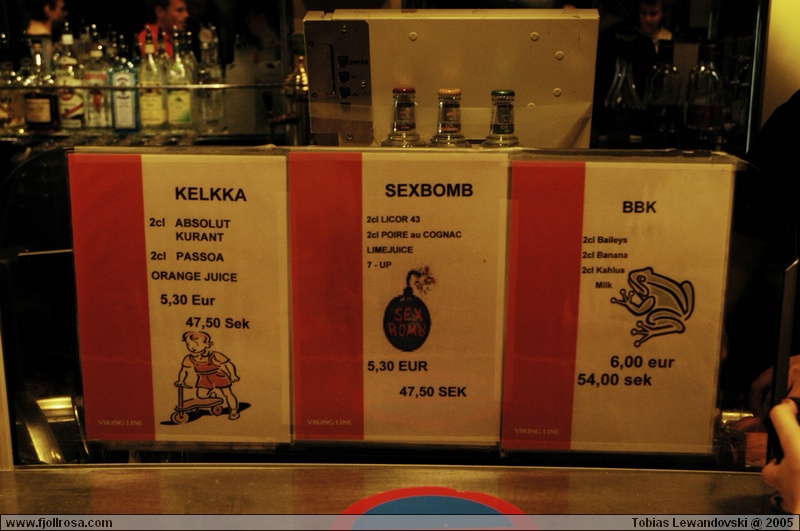 KELKKA
2cl ABSOLUT
KURANT
2cl PASSOA
ORANGE JUICE
5,30 Eur
47,50 Sek
VIKING LINE
SEXBOMB
2cl LICOR 43
2cl POIRE au COGNAC
LIMEJUICE
7 - UP
SEX
BOMB
5,30 EUR
47,50 SEK
VIKING LINE
BBK
2cl Baileys
2cl Banana
2cl Kahlua
Milk
6,00 eur
54,00 sek
VIKING LINE
www.fjollrosa.com
Tobias Lewandovski @ 2005